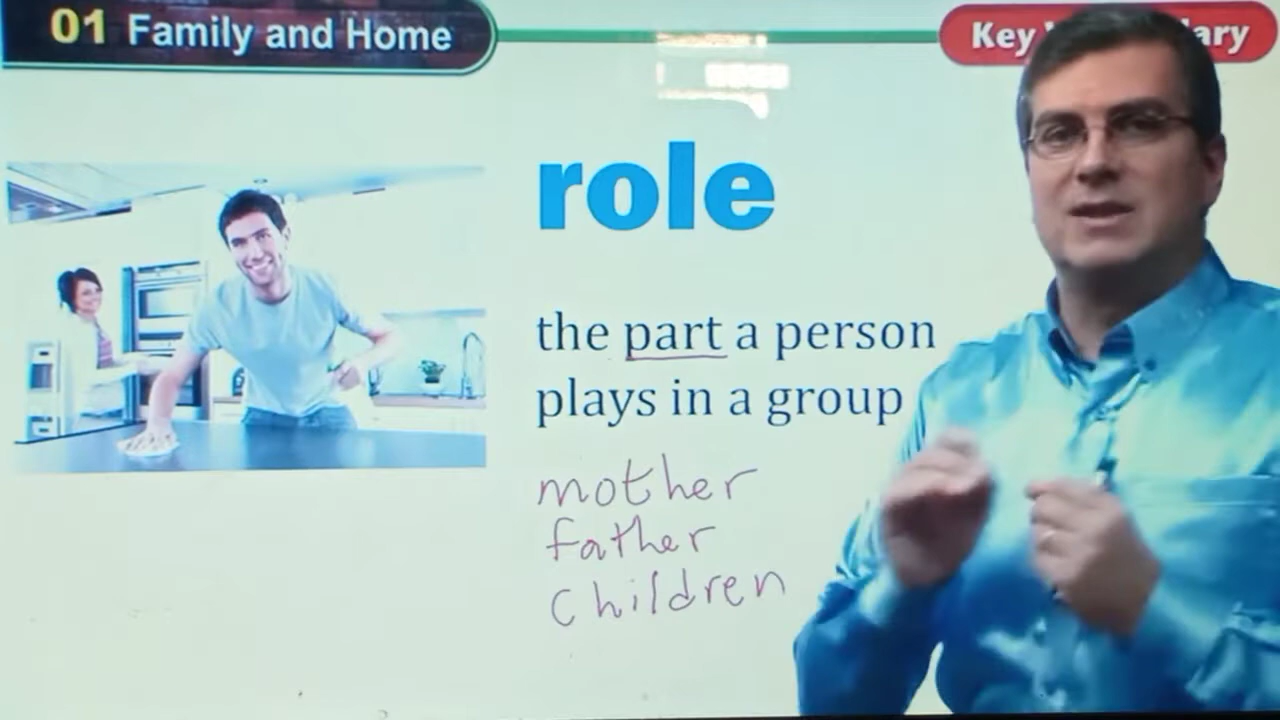 01 Family and Home
Key
role
the part a person
plays in a group
mother
father
children